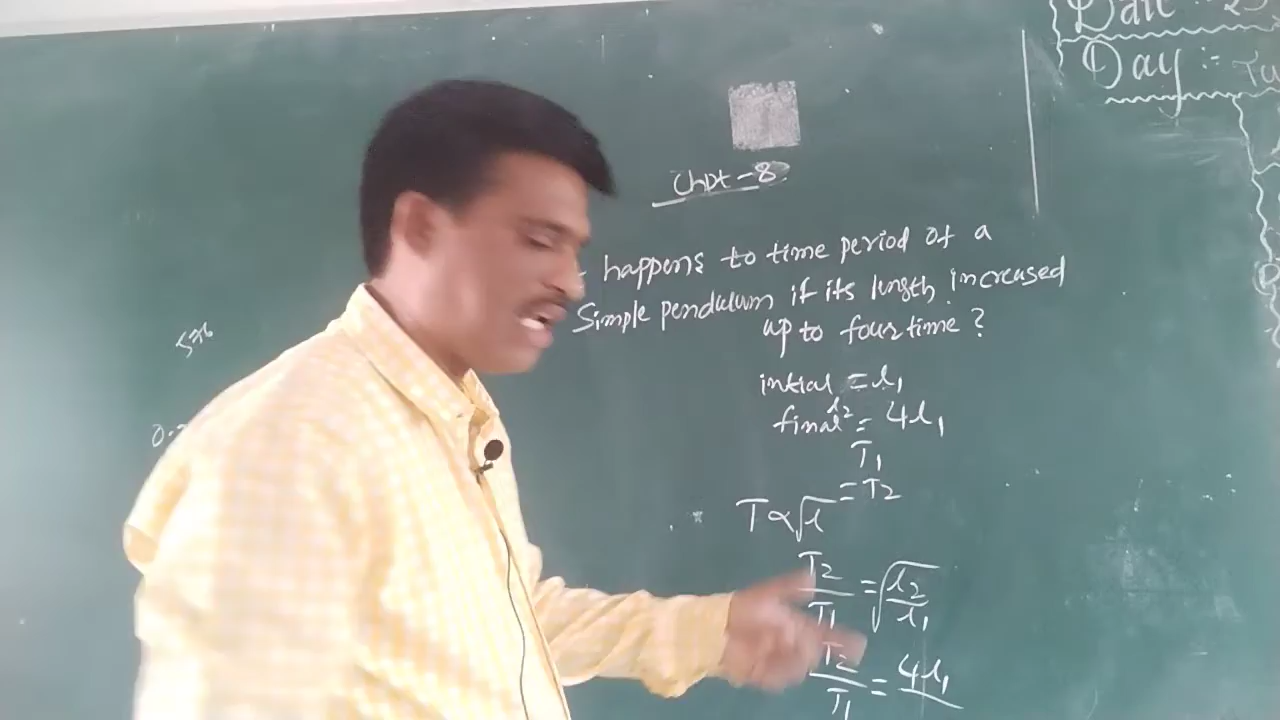 Day :- Tu
Chpt - 8
happens to time period of a
Simple pendulum if its length increased
up to four time ?
initial = l₁
final l₂ = 4l₁
T₁
= T₂
T ∝ √l
T₂/T₁ = √(l₂/l₁)
T₂/T₁ = 4l₁